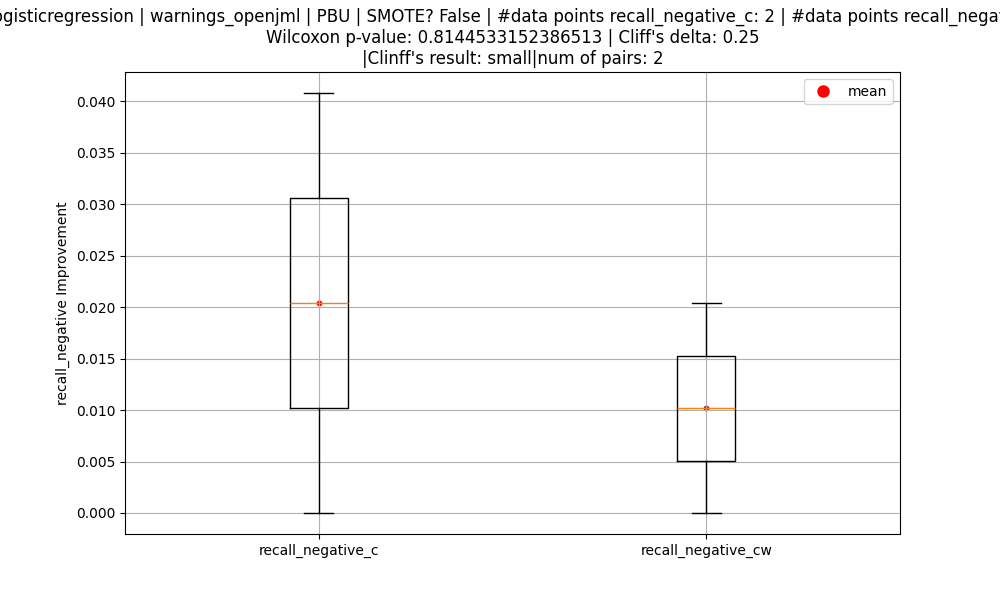 ogisticregression | warnings_openjml | PBU | SMOTE? False | #data points recall_negative_c: 2 | #data points recall_nega
Wilcoxon p-value: 0.8144533152386513 | Cliff's delta: 0.25
|Clinff's result: small|num of pairs: 2
mean
0.040
0.035
0.030
0.025
0.020
0.015
0.010
0.005
0.000
recall_negative Improvement
recall_negative_c
recall_negative_cw